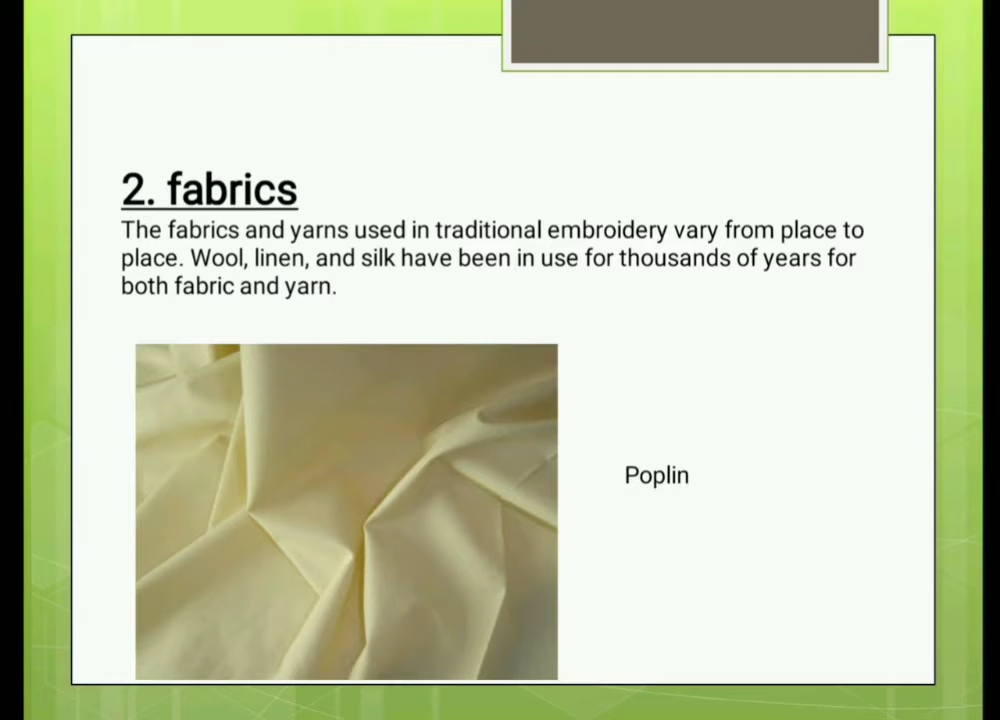 2. fabrics
The fabrics and yarns used in traditional embroidery vary from place to
place. Wool, linen, and silk have been in use for thousands of years for
both fabric and yarn.
Poplin